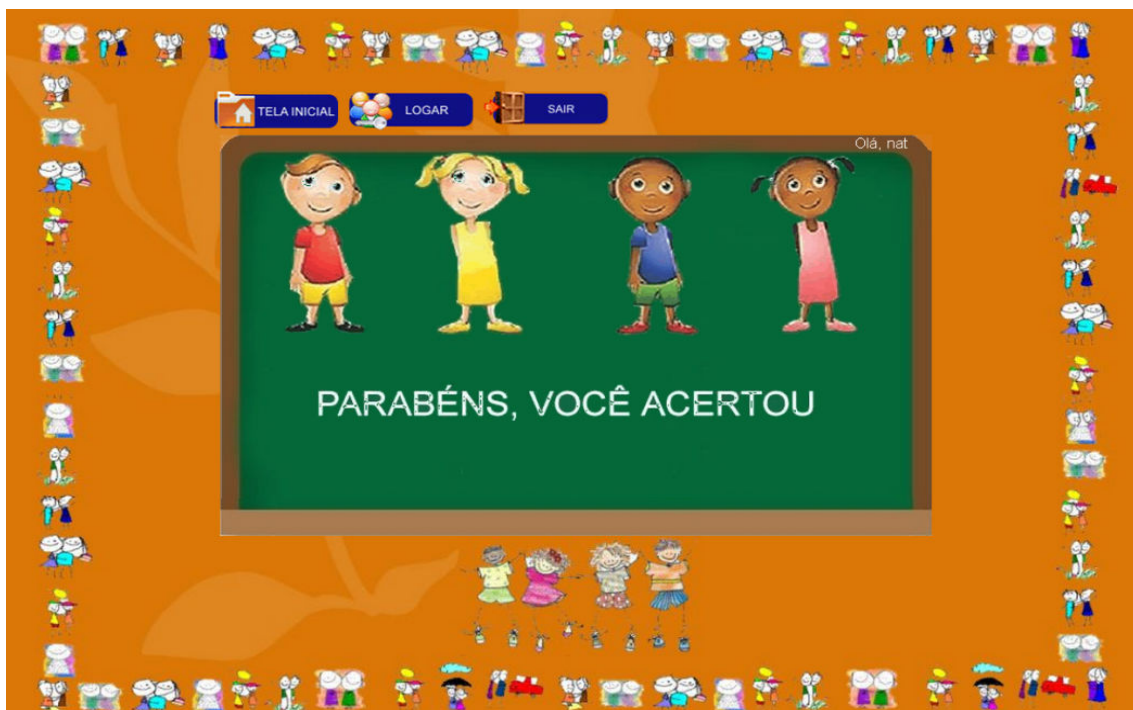 TELA INICIAL
LOGAR
SAIR
Olá, nat
PARABÉNS, VOCÊ ACERTOU